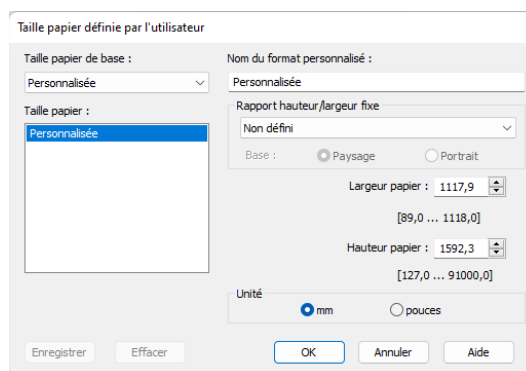 Taille papier définie par l'utilisateur
Taille papier de base :
Personnalisée
Taille papier :
Personnalisée
Nom du format personnalisé :
Personnalisée
Rapport hauteur/largeur fixe
Non défini
Base :
Paysage
Portrait
Largeur papier : 1117,9
[89,0 ... 1118,0]
Hauteur papier : 1592,3
[127,0 ... 91000,0]
Unité
mm
pouces
Enregistrer
Effacer
OK
Annuler
Aide